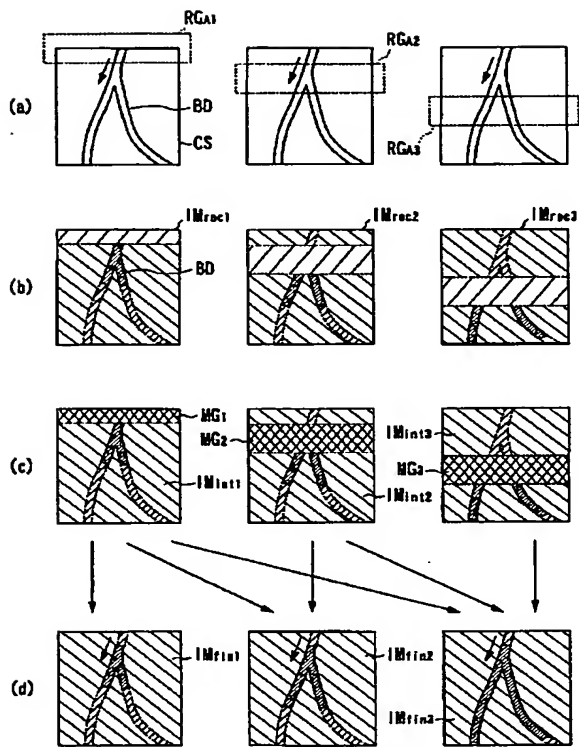 RGA1
RGA2
(a)
BD
CS
RGA3
IMrec1
IMrec2
IMrec3
(b)
BD
(c)
MG1
MG2
IMint1
IMint2
IMint3
MG3
(d)
IMfin1
IMfin2
IMfin3